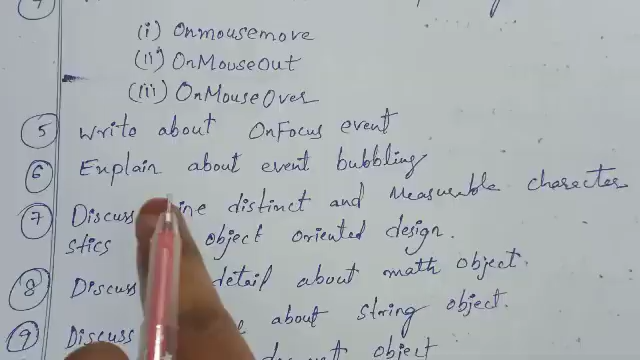 (i) Onmousemove
(ii) OnMouseOut
(iii) OnMouseOver
5 Write about OnFocus event
6 Explain about event bubbling
7 Discuss distinct and Measurable character
stics object oriented design.
8 Discuss detail about math object.
9 Discuss about string object.
object